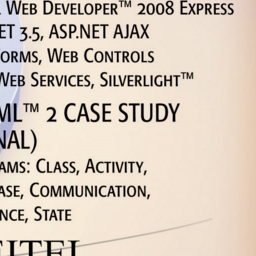 Web Developer™ 2008 Express
ET 3.5, ASP.NET AJAX
orms, Web Controls
Web Services, Silverlight™
ML™ 2 CASE STUDY
NAL)
ams: Class, Activity,
ase, Communication,
nce, State
EITEL